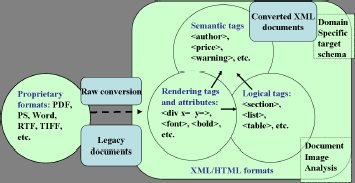 Semantic tags
<author>,
<price>,
<warning>, etc.
Converted XML
documents
Domain
Specific
target
schema
Proprietary
formats: PDF,
PS, Word,
RTF, TIFF,
etc.
Raw conversion
Legacy
documents
Rendering tags
and attributes:
<div x= y=>,
<font>, <bold>,
etc.
Logical tags:
<section>,
<list>,
<table>, etc.
Document
Image
Analysis
XML/HTML formats